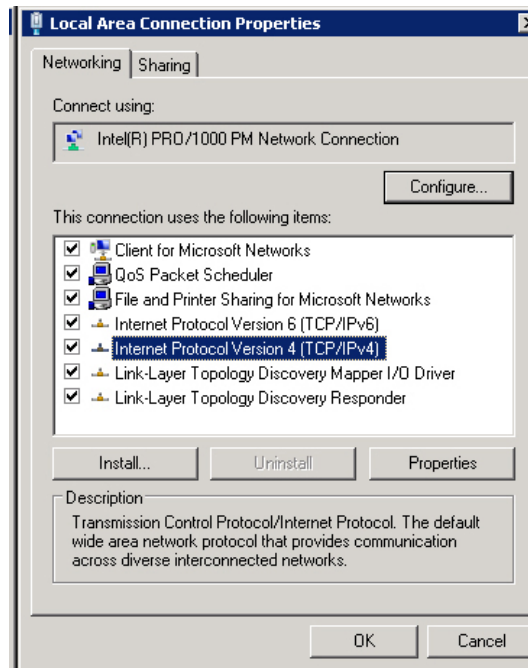 Local Area Connection Properties
Networking
Sharing
Connect using:
Intel(R) PRO/1000 PM Network Connection
Configure...
This connection uses the following items:
Client for Microsoft Networks
QoS Packet Scheduler
File and Printer Sharing for Microsoft Networks
Internet Protocol Version 6 (TCP/IPv6)
Internet Protocol Version 4 (TCP/IPv4)
Link-Layer Topology Discovery Mapper I/O Driver
Link-Layer Topology Discovery Responder
Install...
Uninstall
Properties
Description
Transmission Control Protocol/Internet Protocol. The default
wide area network protocol that provides communication
across diverse interconnected networks.
OK
Cancel